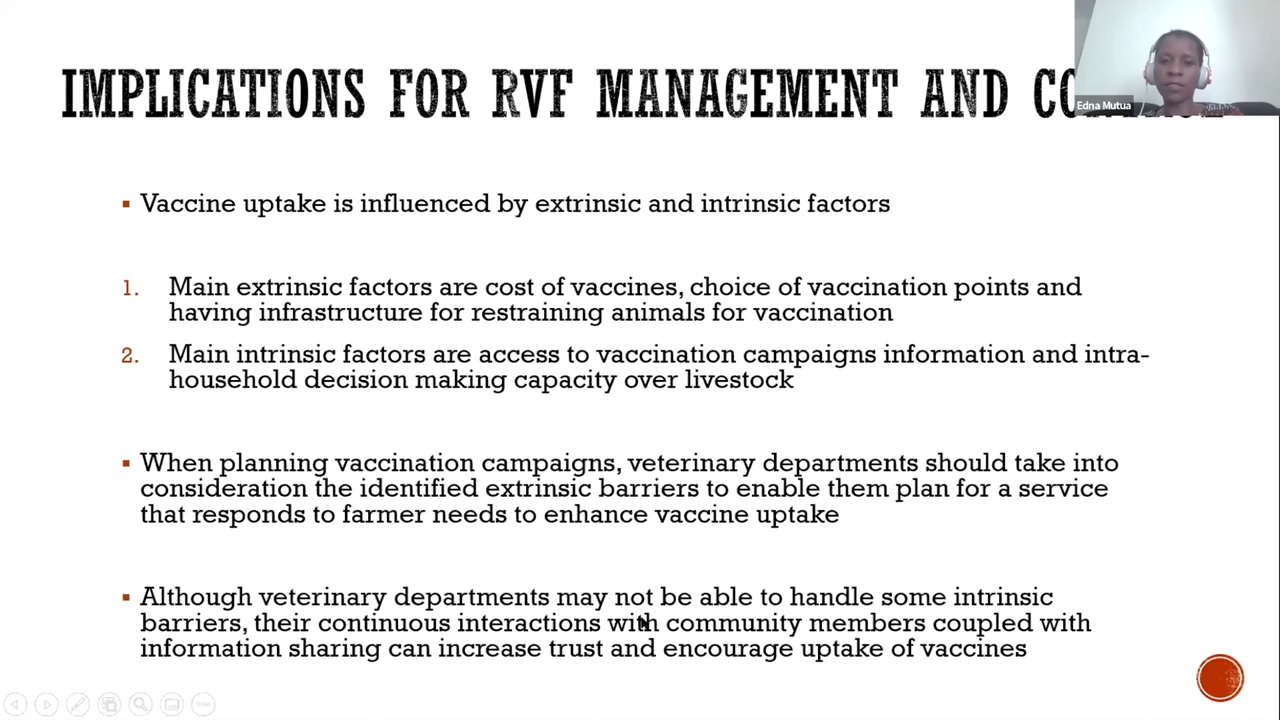 IMPLICATIONS FOR RVF MANAGEMENT AND
Edna Mutua
▪ Vaccine uptake is influenced by extrinsic and intrinsic factors
1. Main extrinsic factors are cost of vaccines, choice of vaccination points and
having infrastructure for restraining animals for vaccination
2. Main intrinsic factors are access to vaccination campaigns information and intra-
household decision making capacity over livestock
▪ When planning vaccination campaigns, veterinary departments should take into
consideration the identified extrinsic barriers to enable them plan for a service
that responds to farmer needs to enhance vaccine uptake
▪ Although veterinary departments may not be able to handle some intrinsic
barriers, their continuous interactions with community members coupled with
information sharing can increase trust and encourage uptake of vaccines